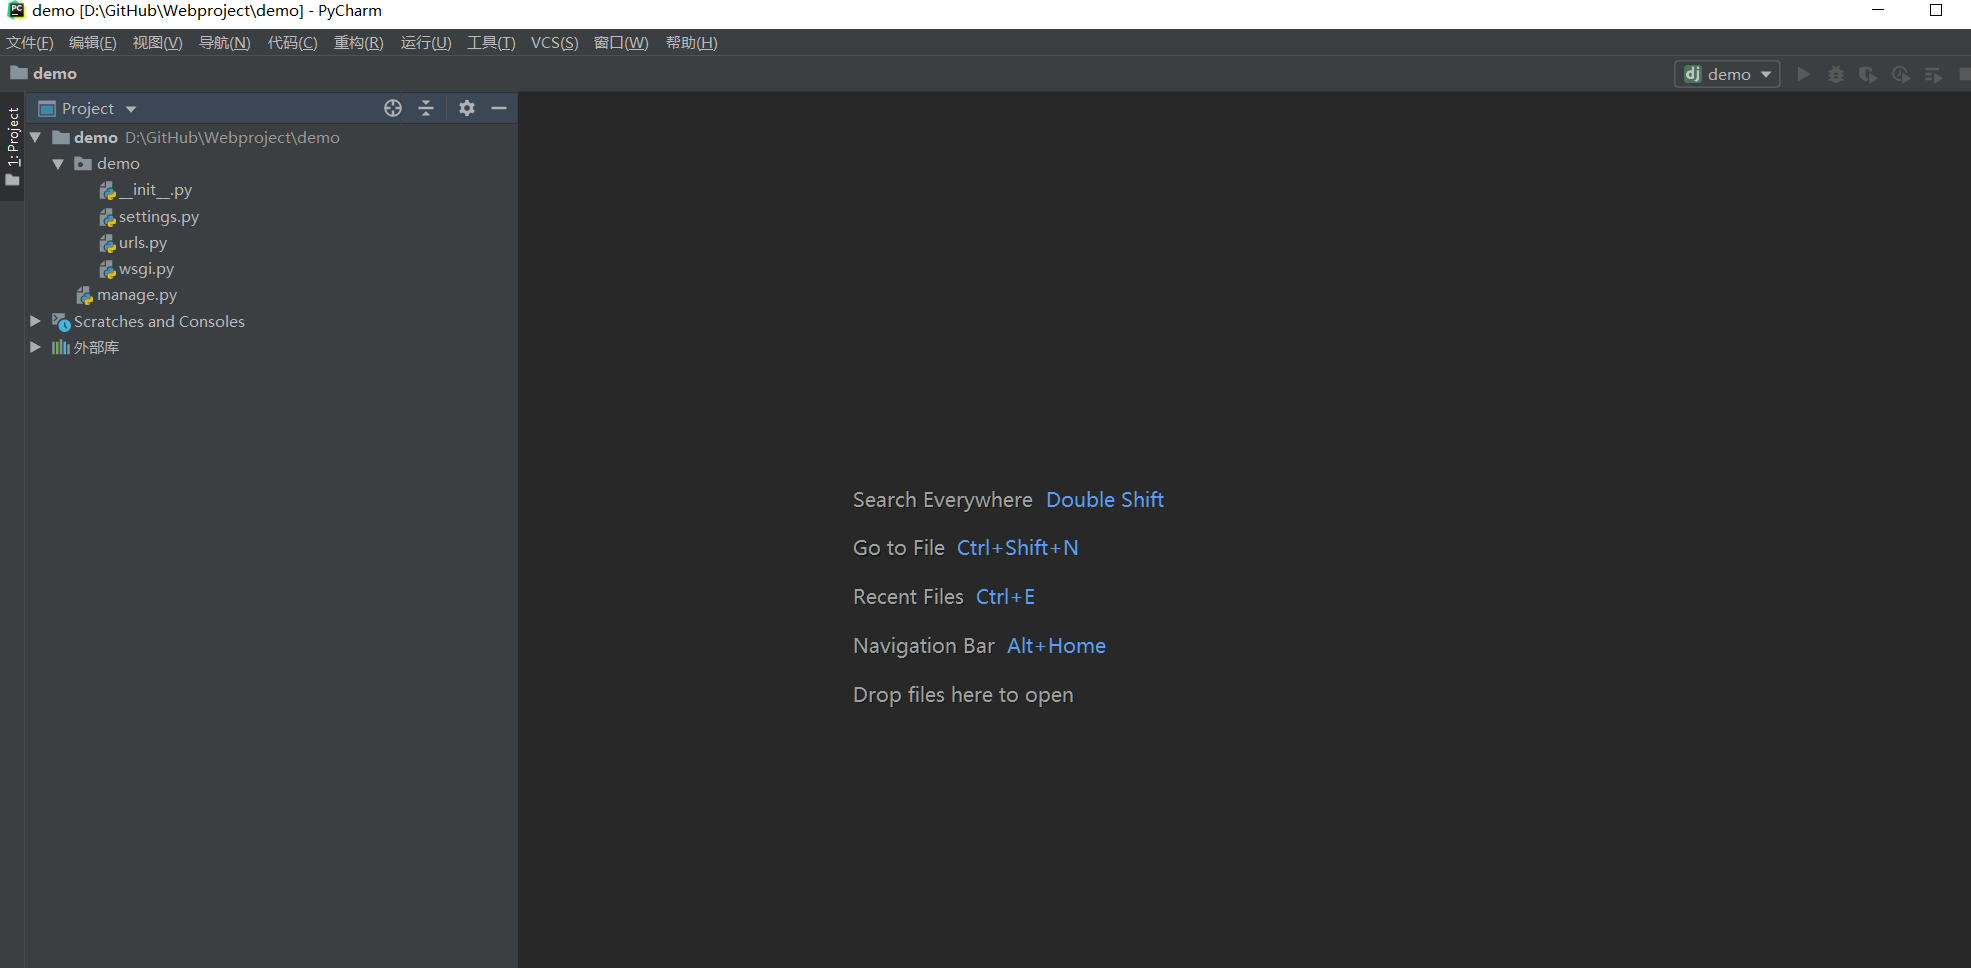 demo [D:\GitHub\Webproject\demo] - PyCharm
文件(F) 编辑(E) 视图(V) 导航(N) 代码(C) 重构(R) 运行(U) 工具(T) VCS(S) 窗口(W) 帮助(H)
demo
dj demo
1: Project
Project
demo D:\GitHub\Webproject\demo
demo
__init__.py
settings.py
urls.py
wsgi.py
manage.py
Scratches and Consoles
外部库
Search Everywhere Double Shift
Go to File Ctrl+Shift+N
Recent Files Ctrl+E
Navigation Bar Alt+Home
Drop files here to open